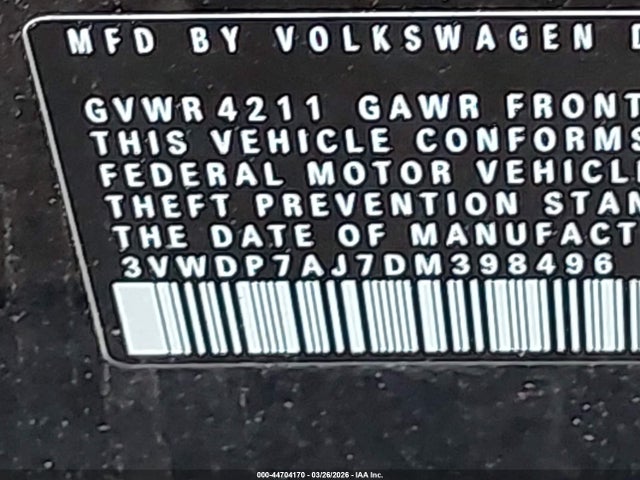 MFD BY VOLKSWAGEN
GVWR 4211 GAWR FRONT
THIS VEHICLE CONFORMS
FEDERAL MOTOR VEHICL
THEFT PREVENTION STAN
THE DATE OF MANUFACT
3VWDP7AJ7DM398496
000-44704170 - 03/26/2026 - IAA Inc.